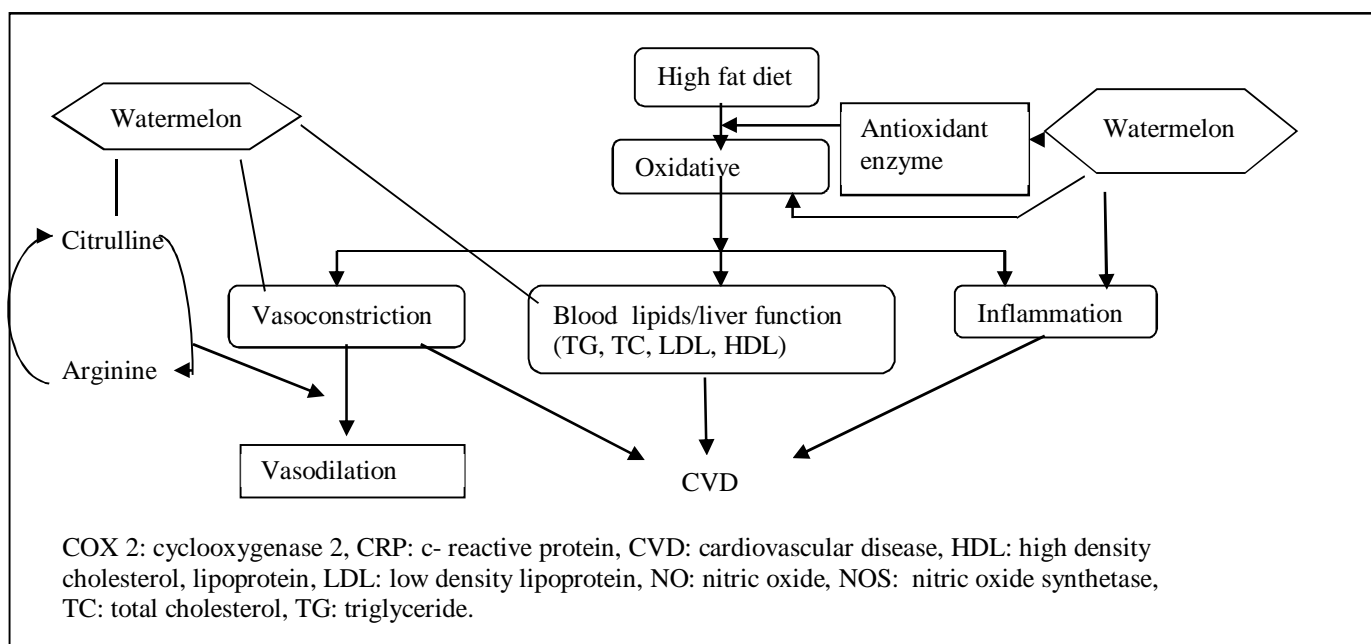 High fat diet
Watermelon
Antioxidant
enzyme
Watermelon
Oxidative
Citrulline
Vasoconstriction
Blood lipids/liver function
(TG, TC, LDL, HDL)
Inflammation
Arginine
Vasodilation
CVD
COX 2: cyclooxygenase 2, CRP: c- reactive protein, CVD: cardiovascular disease, HDL: high density
cholesterol, lipoprotein, LDL: low density lipoprotein, NO: nitric oxide, NOS: nitric oxide synthetase,
TC: total cholesterol, TG: triglyceride.